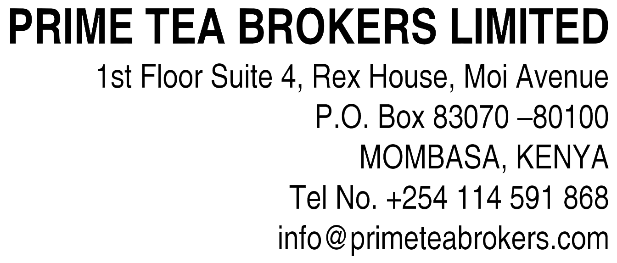 PRIME TEA BROKERS LIMITED
1st Floor Suite 4, Rex House, Moi Avenue
P.O. Box 83070 –80100
MOMBASA, KENYA
Tel No. +254 114 591 868
info@primeteabrokers.com